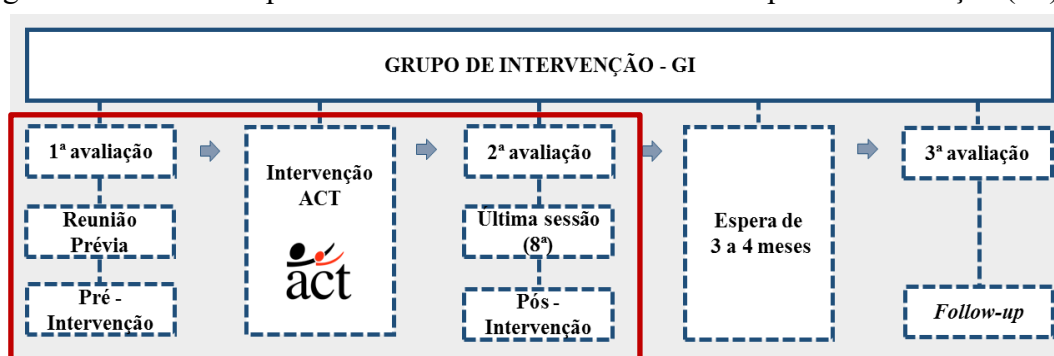 GRUPO DE INTERVENÇÃO - GI
1ª avaliação
Reunião
Prévia
Pré -
Intervenção
Intervenção
ACT
act
2ª avaliação
Última sessão
(8ª)
Pós -
Intervenção
Espera de
3 a 4 meses
3ª avaliação
Follow-up